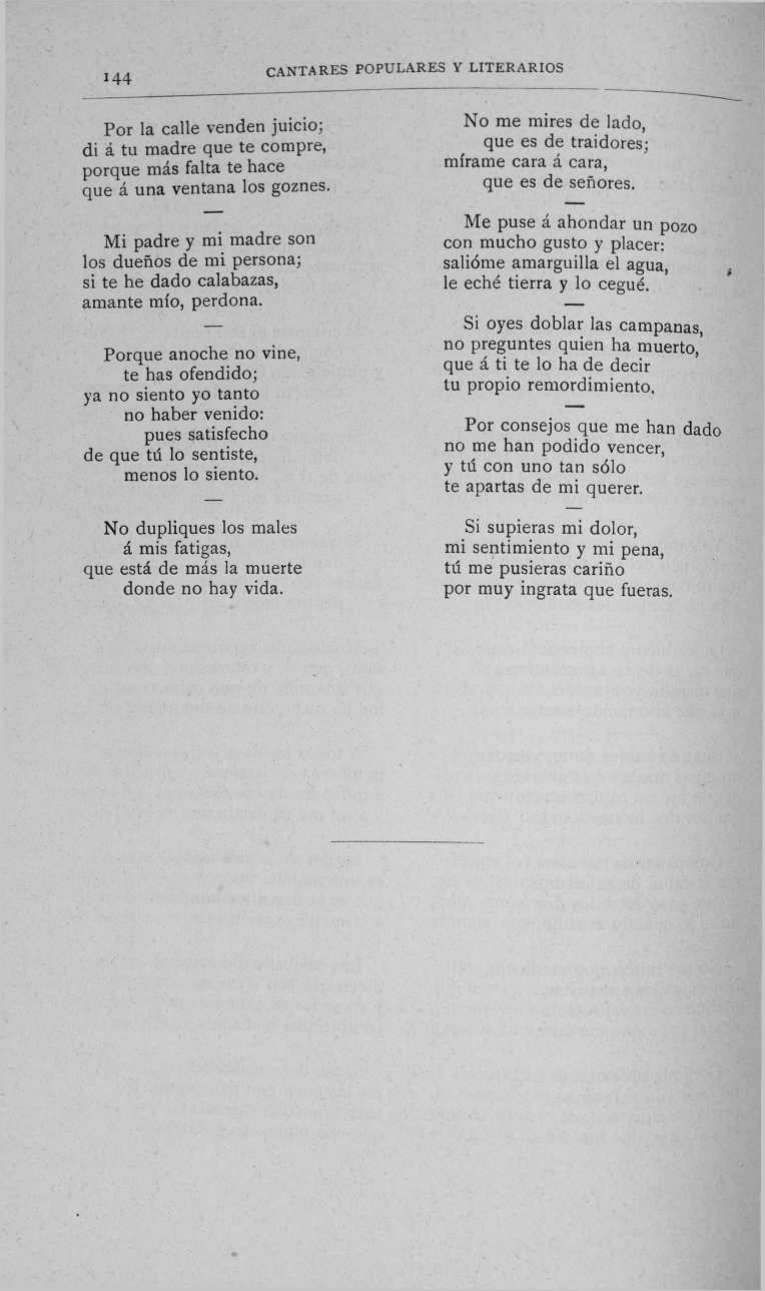 144
CANTARES POPULARES Y LITERARIOS
Por la calle venden juicio;
di á tu madre que te compre,
porque más falta te hace
que á una ventana los goznes.
—
Mi padre y mi madre son
los dueños de mi persona;
si te he dado calabazas,
amante mío, perdona.
—
Porque anoche no vine,
te has ofendido;
ya no siento yo tanto
no haber venido:
pues satisfecho
de que tú lo sentiste,
menos lo siento.
—
No dupliques los males
á mis fatigas,
que está de más la muerte
donde no hay vida.
No me mires de lado,
que es de traidores;
mírame cara á cara,
que es de señores.
—
Me puse á ahondar un pozo
con mucho gusto y placer:
salióme amarguilla el agua,
le eché tierra y lo cegué.
—
Si oyes doblar las campanas,
no preguntes quien ha muerto,
que á ti te lo ha de decir
tu propio remordimiento.
—
Por consejos que me han dado
no me han podido vencer,
y tú con uno tan sólo
te apartas de mi querer.
—
Si supieras mi dolor,
mi sentimiento y mi pena,
tú me pusieras cariño
por muy ingrata que fueras.